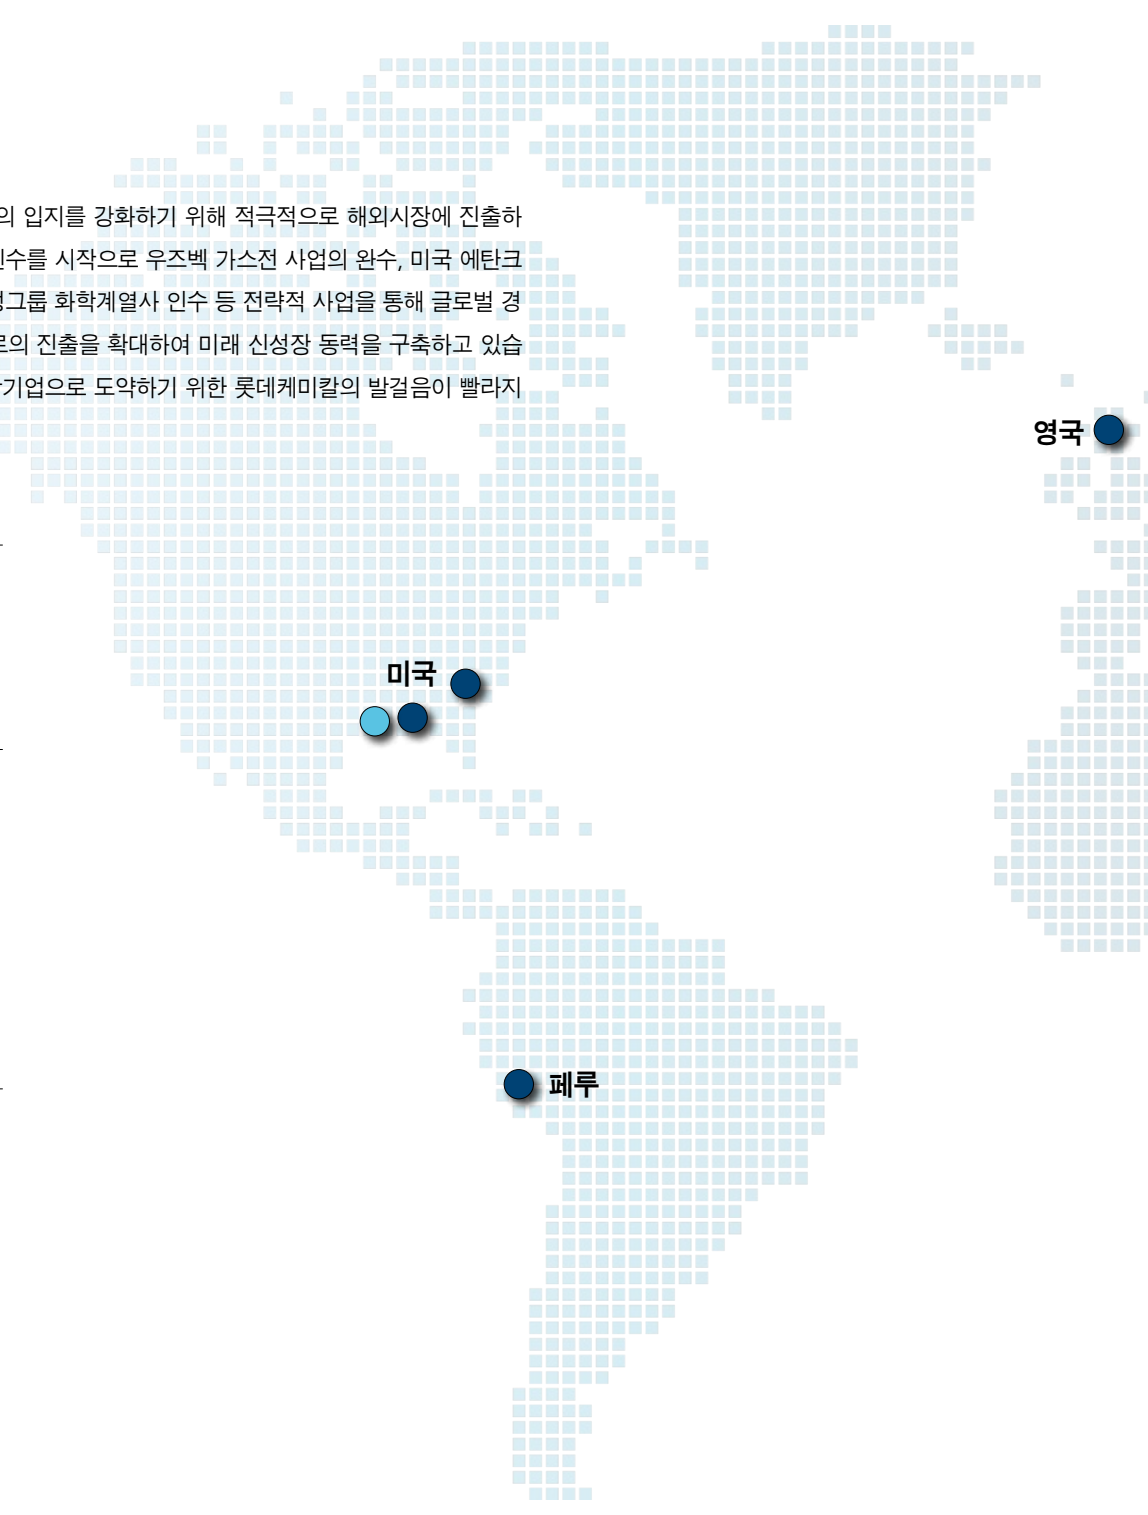 의 입지를 강화하기 위해 적극적으로 해외시장에 진출하
인수를 시작으로 우즈벡 가스전 사업의 완수, 미국 에탄크
성그룹 화학계열사 인수 등 전략적 사업을 통해 글로벌 경
로의 진출을 확대하여 미래 신성장 동력을 구축하고 있습
기업으로 도약하기 위한 롯데케미칼의 발걸음이 빨라지
영국
미국
페루